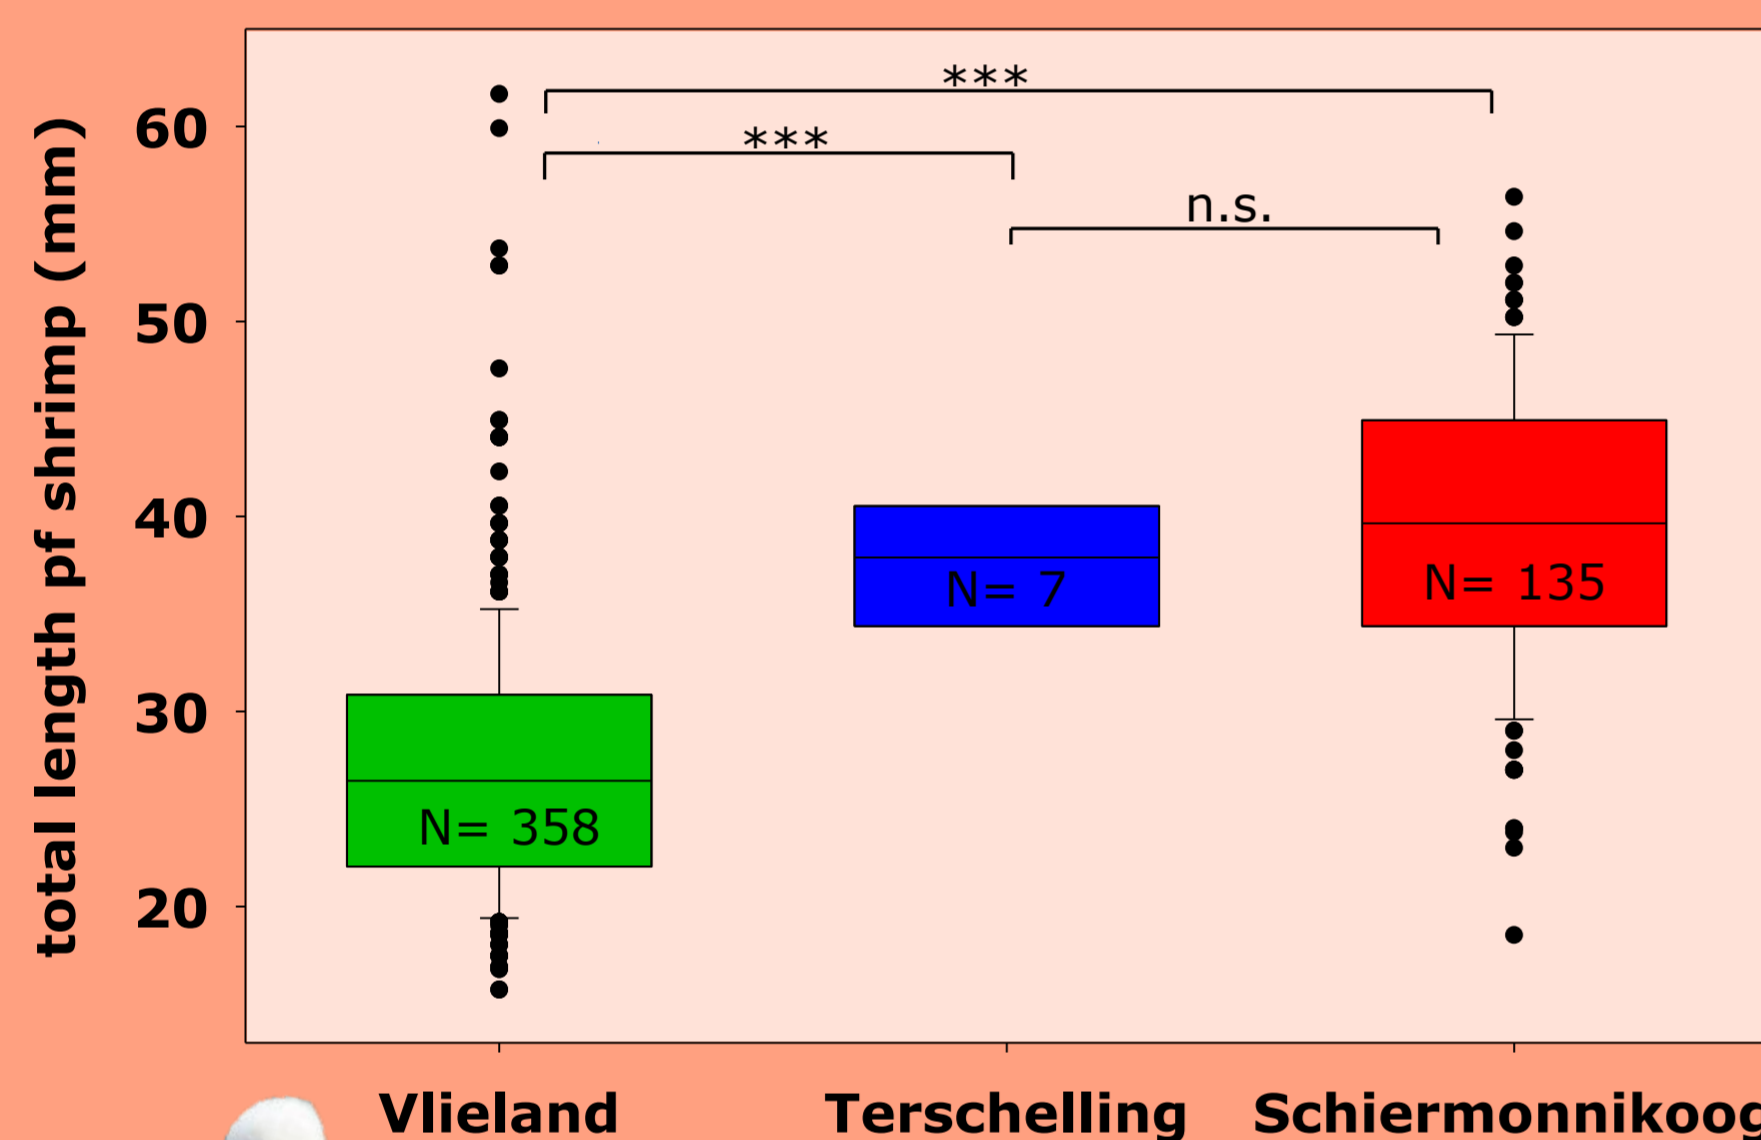 total length pf shrimp (mm)
60
50
40
30
20
***
***
n.s.
N= 358
N= 7
N= 135
Vlieland
Terschelling
Schiermonnikoog